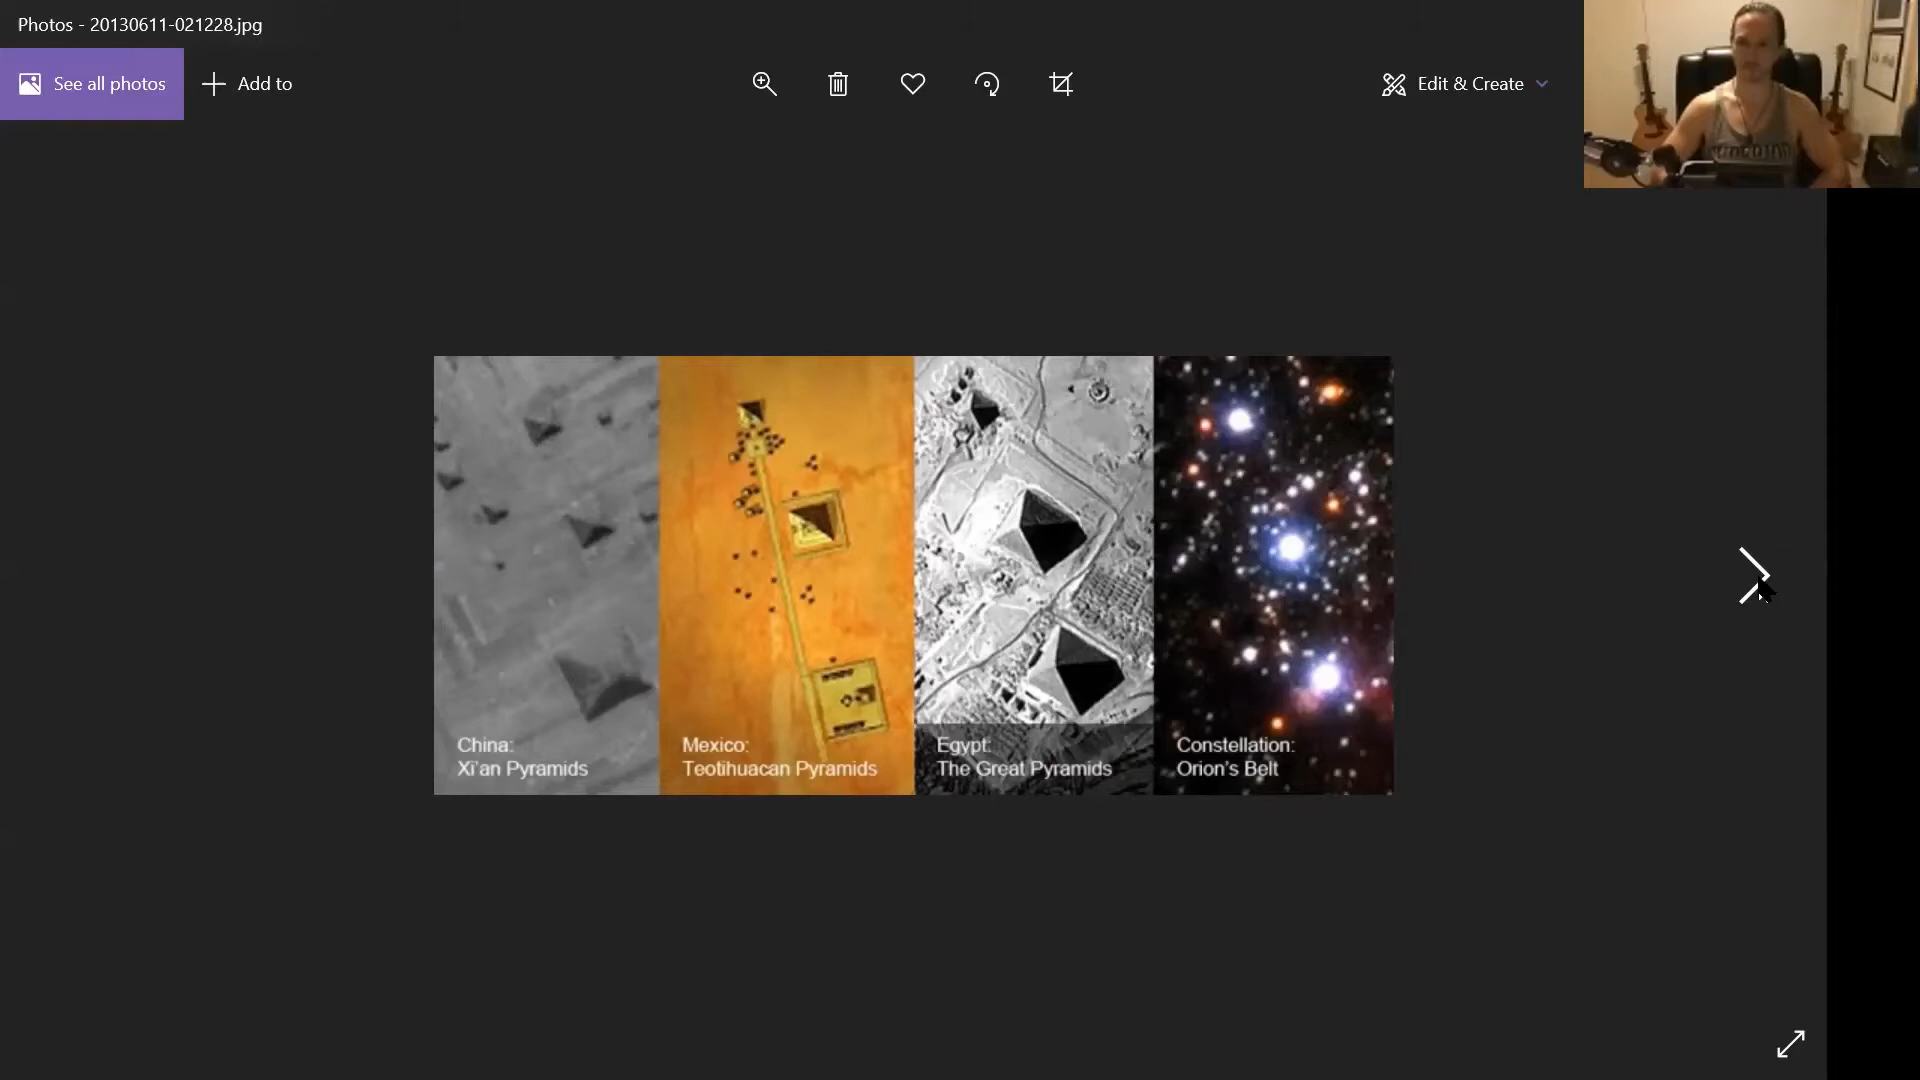 Photos - 20130611-021228.jpg
See all photos
Add to
Edit & Create
China:
Xi'an Pyramids
Mexico:
Teotihuacan Pyramids
Egypt:
The Great Pyramids
Constellation:
Orion's Belt